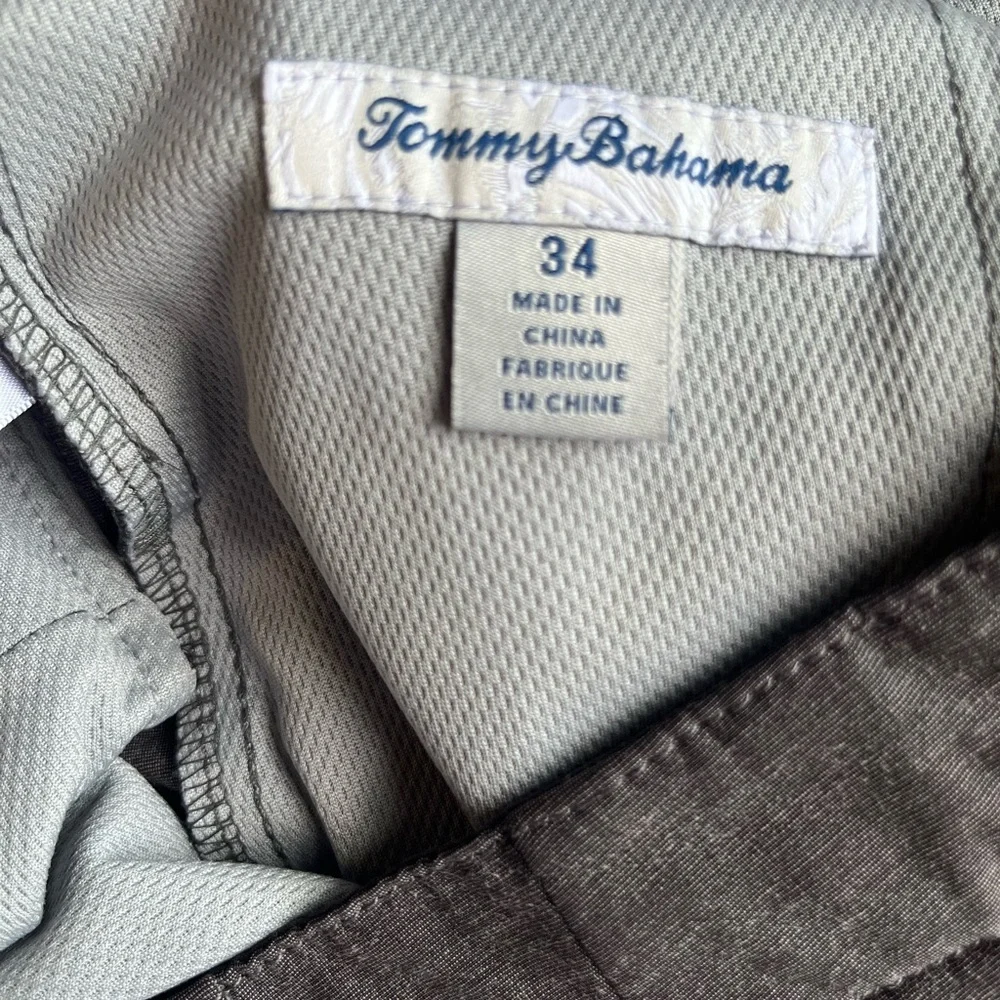 Tommy Bahama
34
MADE IN
CHINA
FABRIQUE
EN CHINE